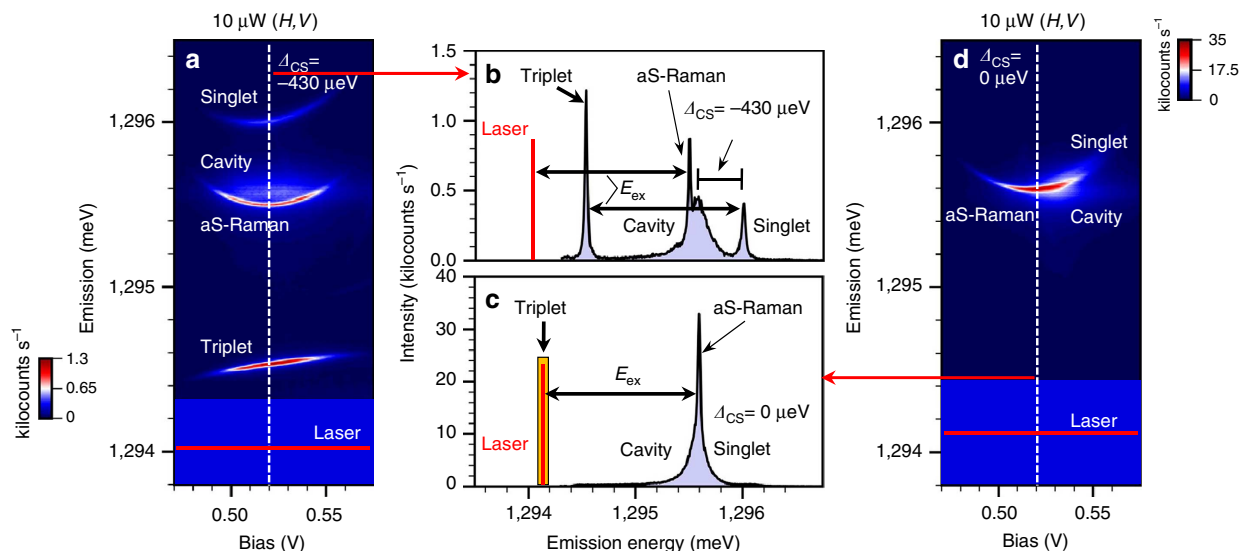 10 μW (H,V)
a
Δ_CS=
–430 μeV
Singlet
Cavity
aS-Raman
Triplet
Laser
1,296
1,295
1,294
Emission (meV)
0.50
0.55
Bias (V)
kilocounts s⁻¹
1.3
0.65
0
b
Triplet
aS-Raman
Δ_CS= –430 μeV
Laser
E_ex
Cavity
Singlet
1.5
1.0
0.5
0.0
Intensity (kilocounts s⁻¹)
c
Triplet
aS-Raman
E_ex
Δ_CS= 0 μeV
Laser
Cavity
Singlet
40
30
20
10
0
1,294
1,295
1,296
Emission energy (meV)
10 μW (H,V)
d
Δ_CS=
0 μeV
Singlet
aS-Raman
Cavity
Laser
1,296
1,295
1,294
Emission (meV)
0.50
0.55
Bias (V)
kilocounts s⁻¹
35
17.5
0